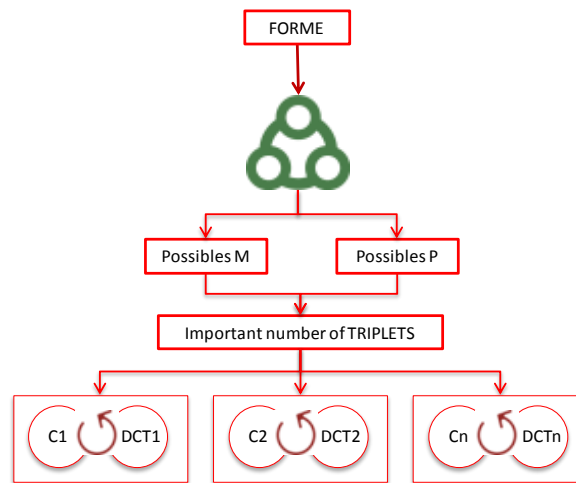 FORME
Possibles M
Possibles P
Important number of TRIPLETS
C1
DCT1
C2
DCT2
Cn
DCTn